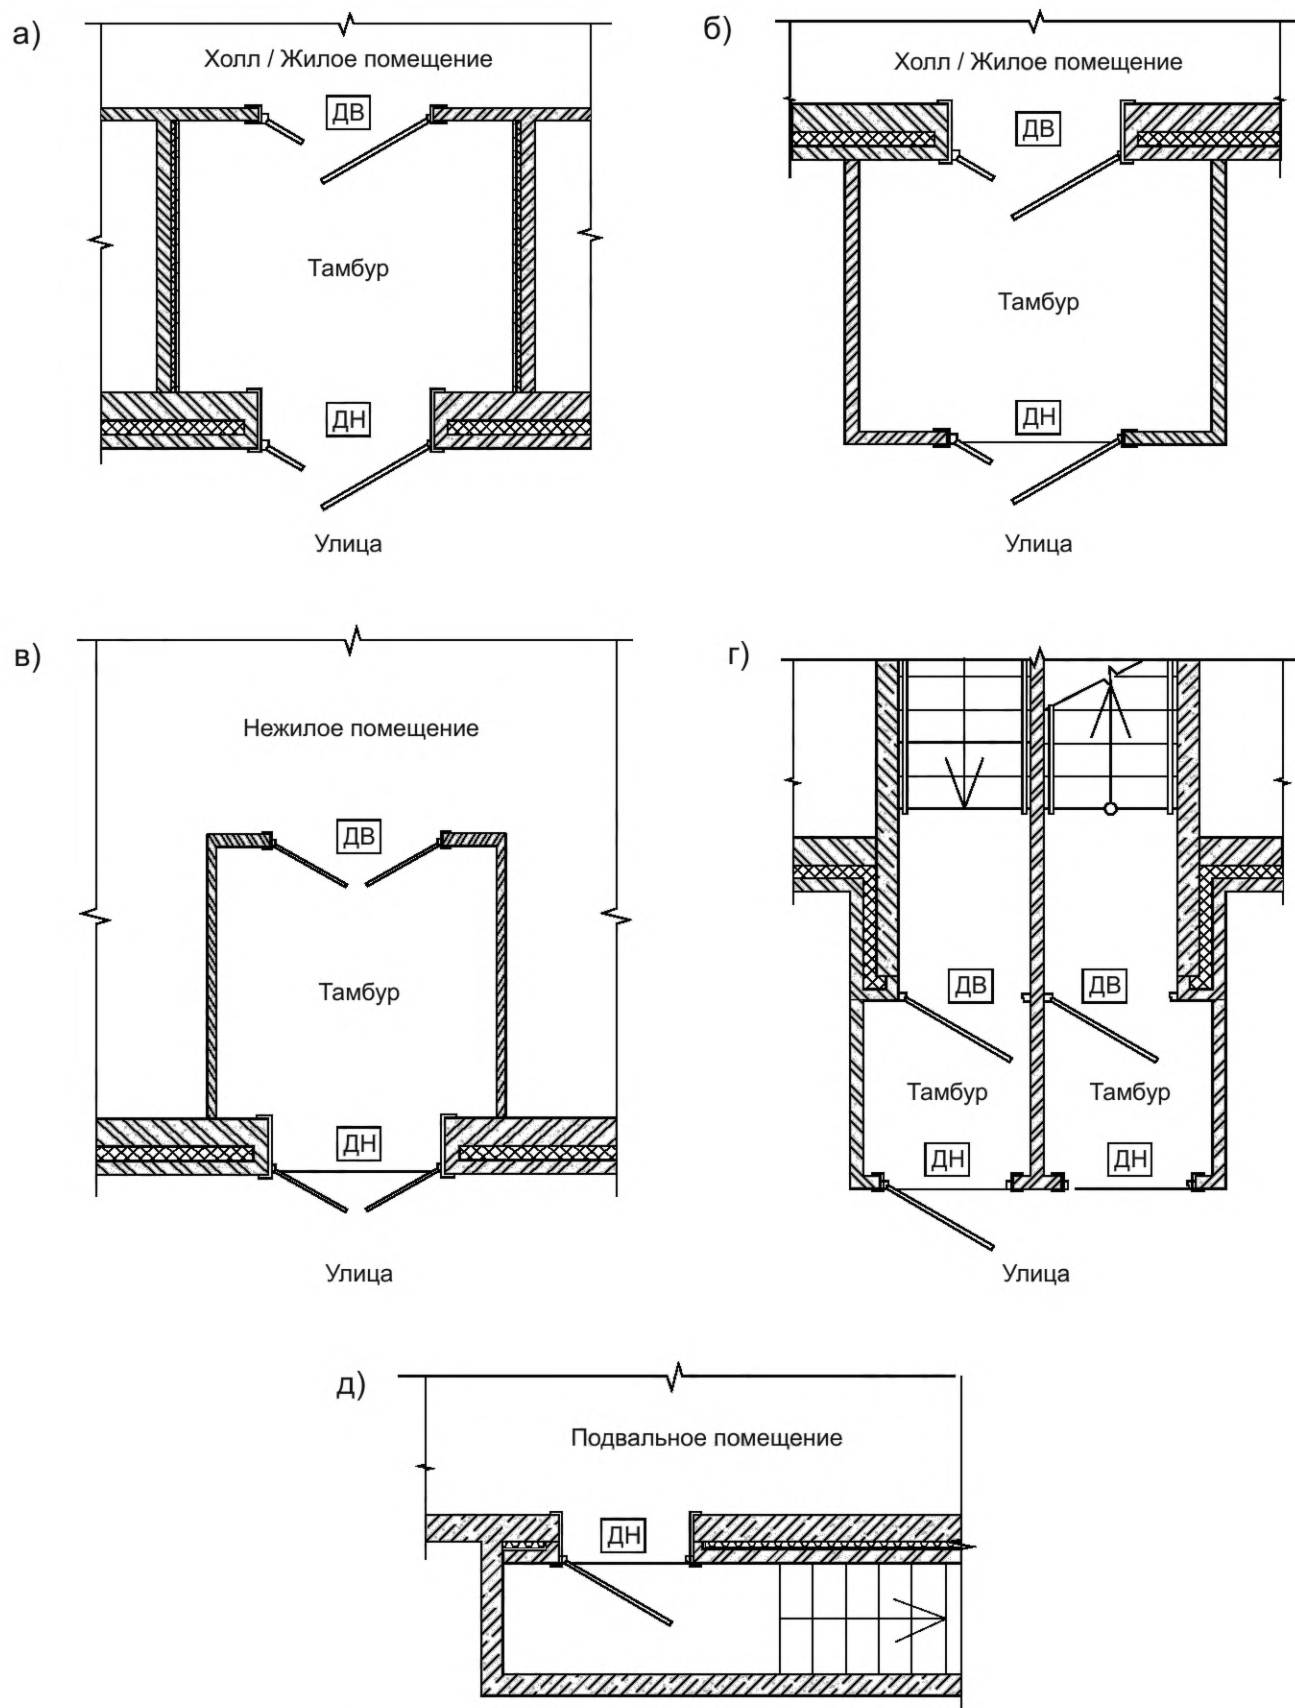 а)
Холл / Жилое помещение
ДВ
Тамбур
ДН
Улица
б)
Холл / Жилое помещение
ДВ
Тамбур
ДН
Улица
в)
Нежилое помещение
ДВ
Тамбур
ДН
Улица
г)
ДВ
ДВ
Тамбур
Тамбур
ДН
ДН
Улица
д)
Подвальное помещение
ДН